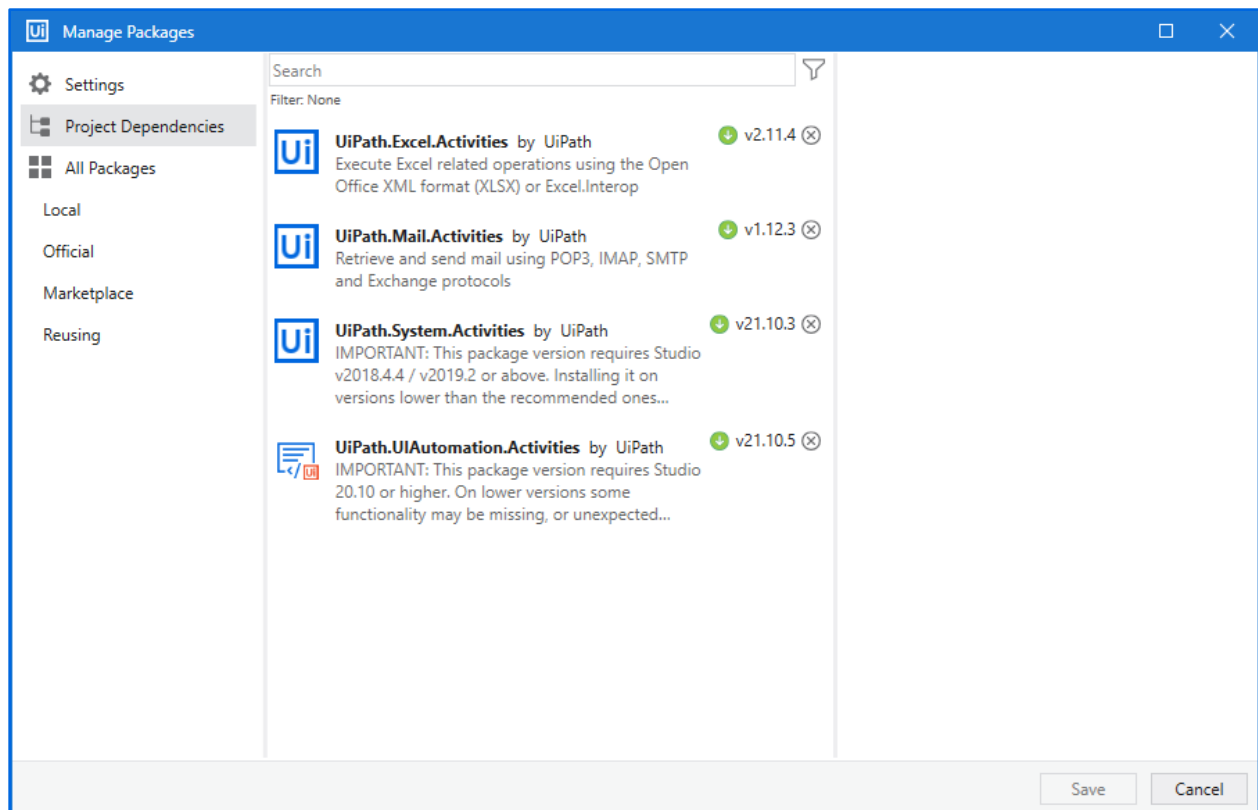 Ui Manage Packages
Settings
Project Dependencies
All Packages
Local
Official
Marketplace
Reusing
Search
Filter: None
Ui UiPath.Excel.Activities by UiPath v2.11.4
Execute Excel related operations using the Open
Office XML format (XLSX) or Excel.Interop
Ui UiPath.Mail.Activities by UiPath v1.12.3
Retrieve and send mail using POP3, IMAP, SMTP
and Exchange protocols
Ui UiPath.System.Activities by UiPath v21.10.3
IMPORTANT: This package version requires Studio
v2018.4.4 / v2019.2 or above. Installing it on
versions lower than the recommended ones...
Ui UiPath.UIAutomation.Activities by UiPath v21.10.5
IMPORTANT: This package version requires Studio
20.10 or higher. On lower versions some
functionality may be missing, or unexpected...
Save Cancel